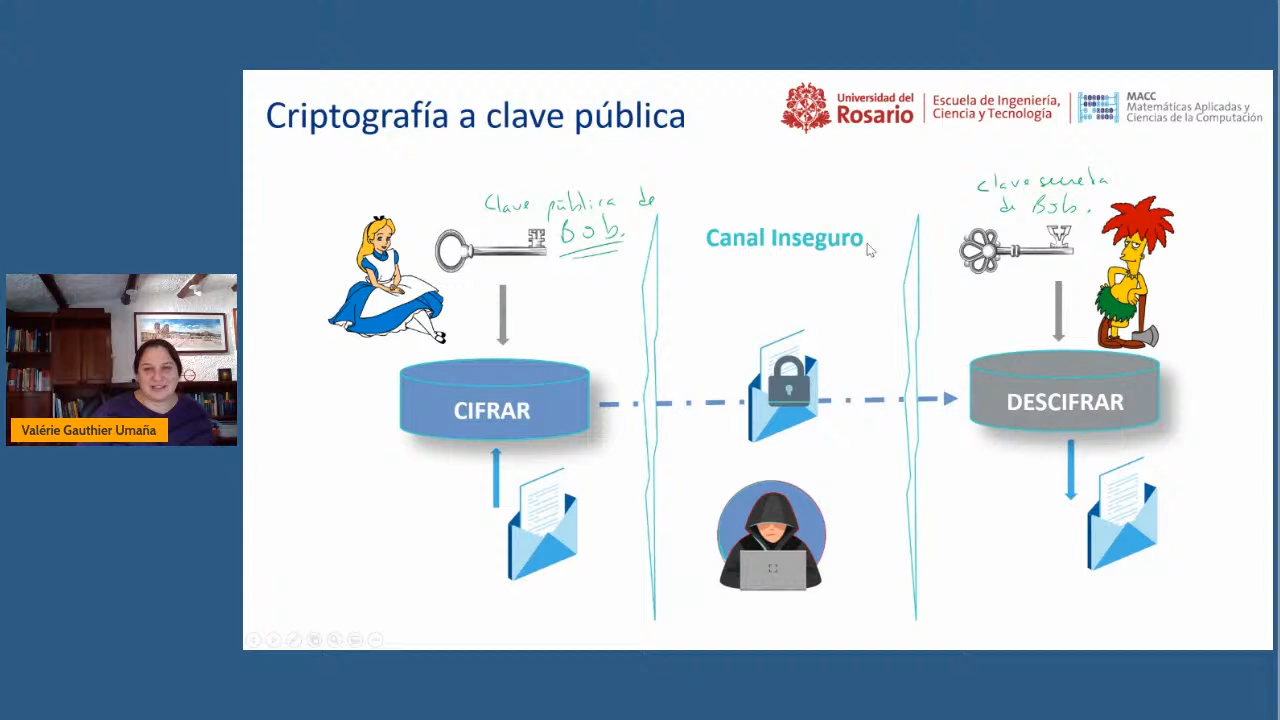 Criptografía a clave pública
Universidad del
Rosario
Escuela de Ingeniería,
Ciencia y Tecnología
MACC
Matemáticas Aplicadas y
Ciencias de la Computación
Clave pública de
Bob.
Canal Inseguro
Clave secreta
de Bob.
CIFRAR
DESCIFRAR
Valérie Gauthier Umaña